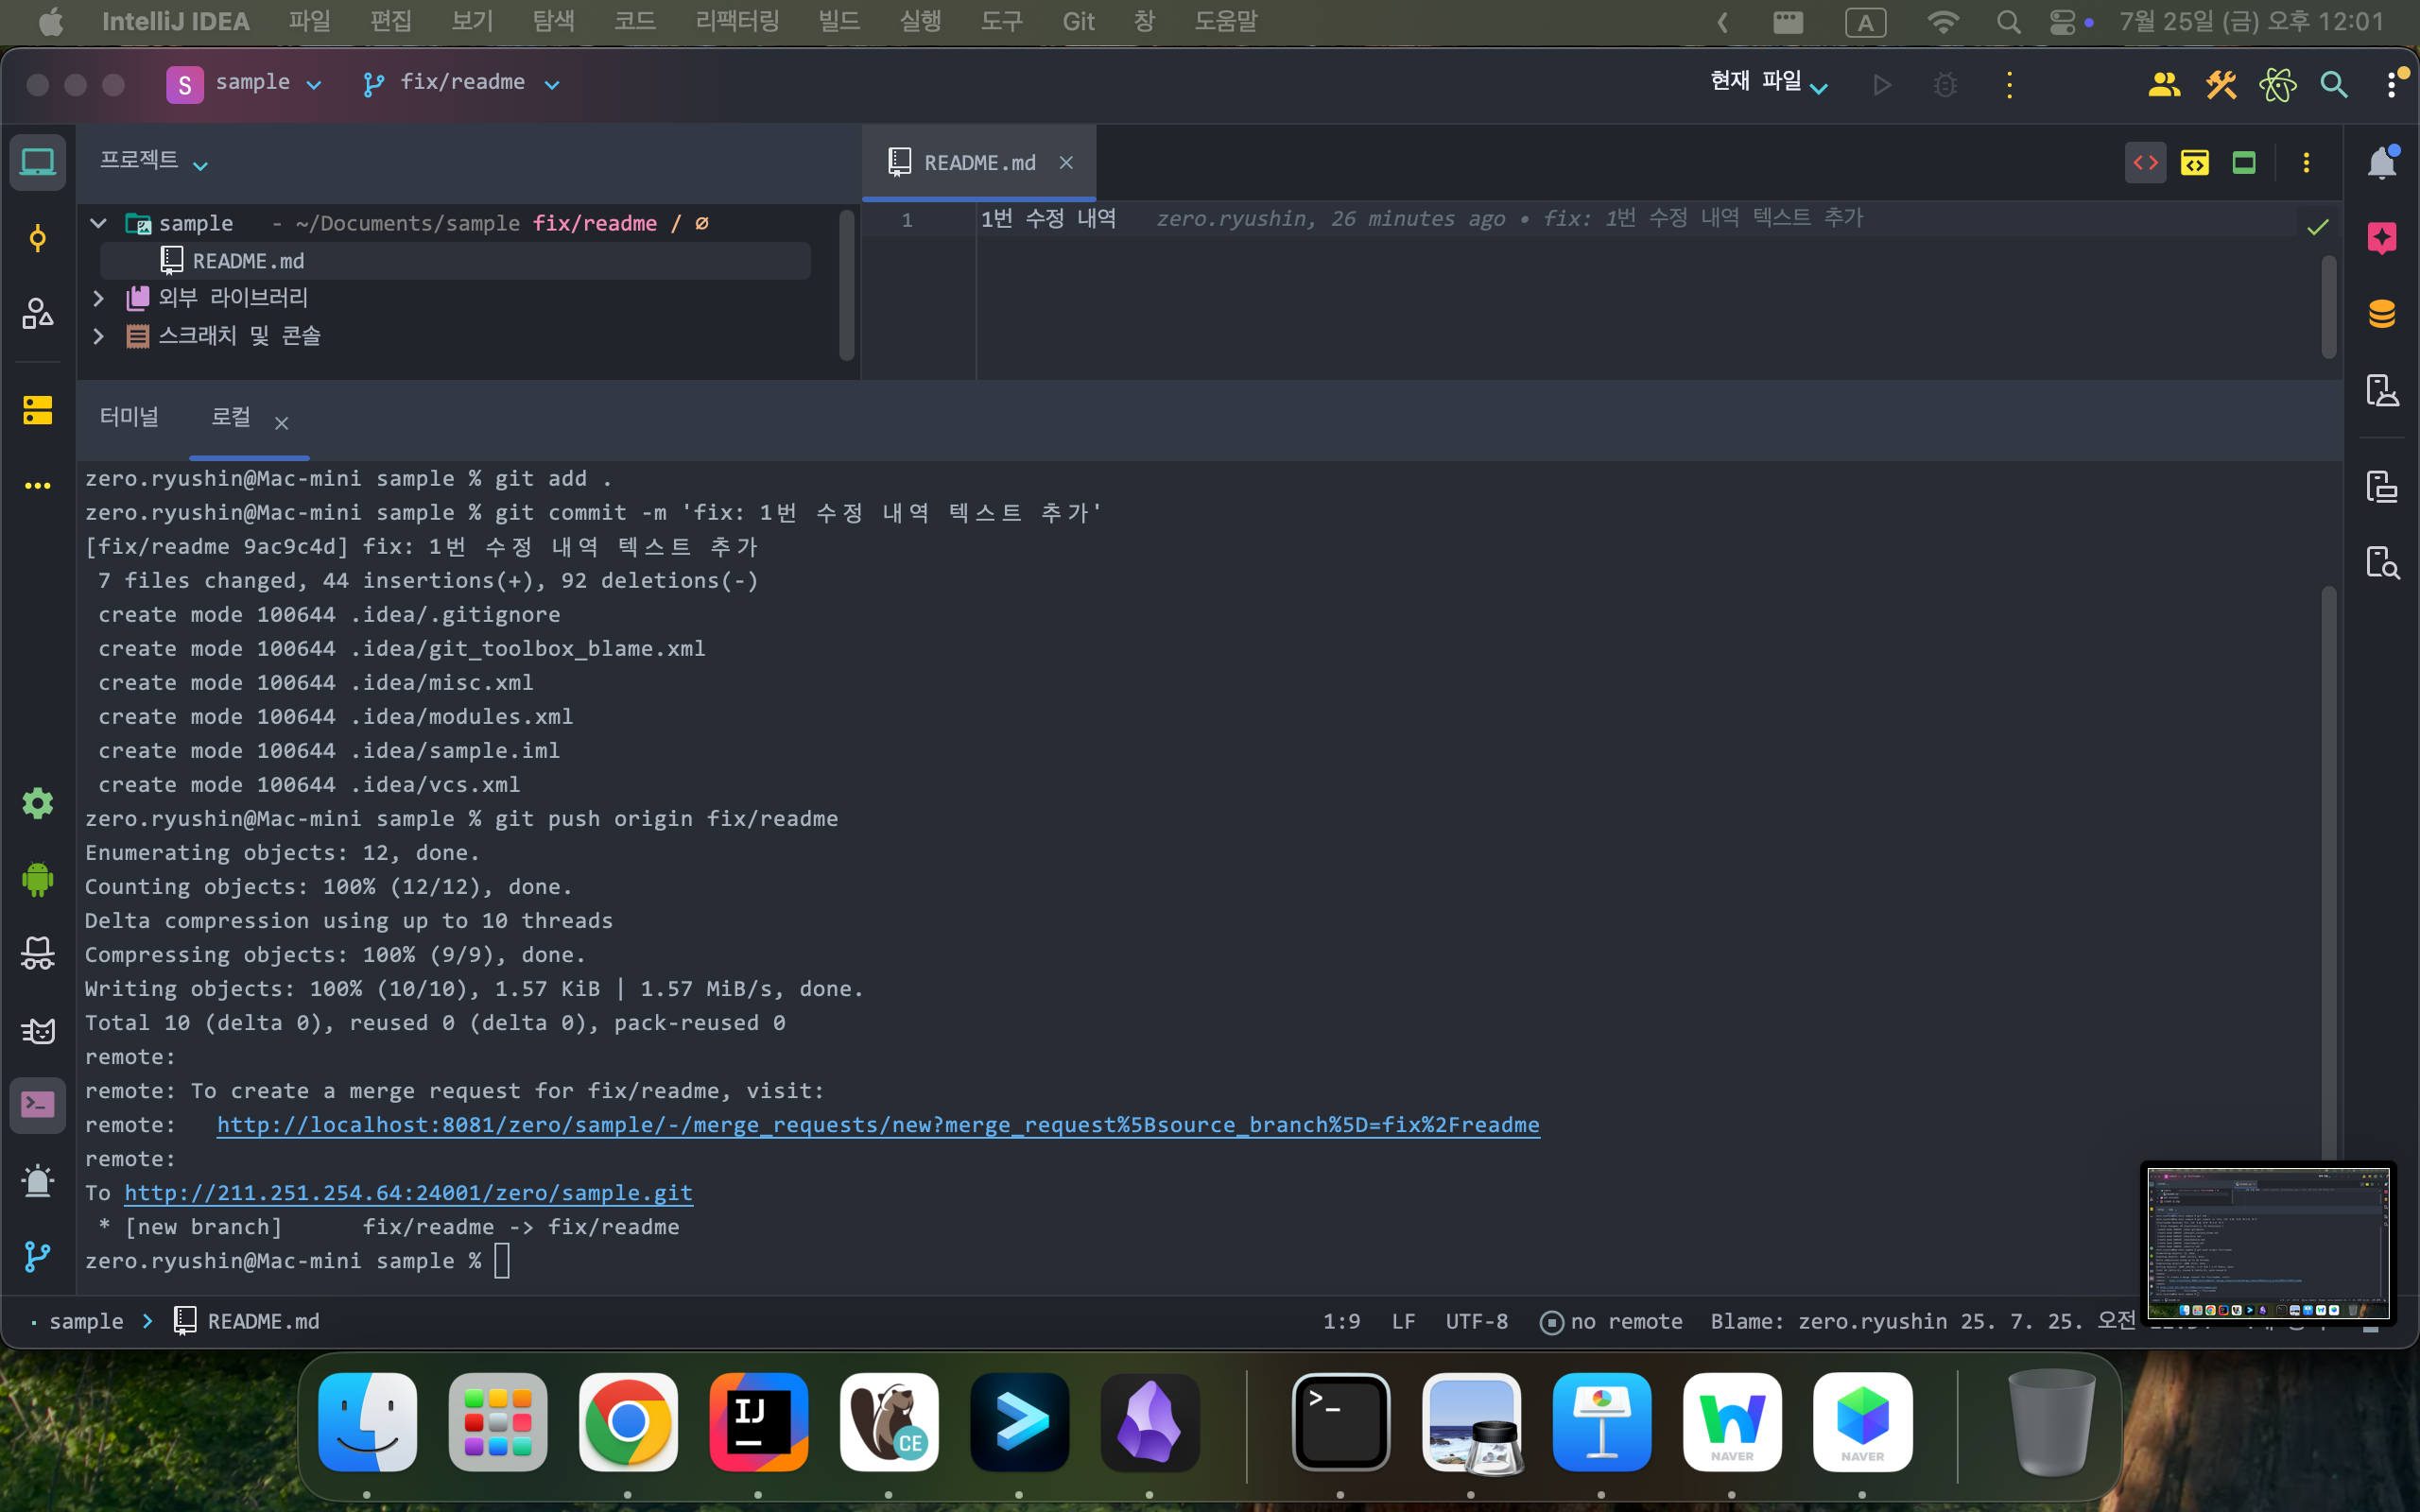 IntelliJ IDEA 파일 편집 보기 탐색 코드 리팩터링 빌드 실행 도구 Git 창 도움말 A 7월 25일 (금) 오후 12:01
S sample fix/readme 현재 파일
프로젝트 README.md
sample - ~/Documents/sample fix/readme / ∅
1 1번 수정 내역 zero.ryushin, 26 minutes ago • fix: 1번 수정 내역 텍스트 추가
README.md
외부 라이브러리
스크래치 및 콘솔
터미널 로컬
zero.ryushin@Mac-mini sample % git add .
zero.ryushin@Mac-mini sample % git commit -m 'fix: 1번 수정 내역 텍스트 추가'
[fix/readme 9ac9c4d] fix: 1번 수정 내역 텍스트 추가
7 files changed, 44 insertions(+), 92 deletions(-)
create mode 100644 .idea/.gitignore
create mode 100644 .idea/git_toolbox_blame.xml
create mode 100644 .idea/misc.xml
create mode 100644 .idea/modules.xml
create mode 100644 .idea/sample.iml
create mode 100644 .idea/vcs.xml
zero.ryushin@Mac-mini sample % git push origin fix/readme
Enumerating objects: 12, done.
Counting objects: 100% (12/12), done.
Delta compression using up to 10 threads
Compressing objects: 100% (9/9), done.
Writing objects: 100% (10/10), 1.57 KiB | 1.57 MiB/s, done.
Total 10 (delta 0), reused 0 (delta 0), pack-reused 0
remote:
remote: To create a merge request for fix/readme, visit:
remote: http://localhost:8081/zero/sample/-/merge_requests/new?merge_request%5Bsource_branch%5D=fix%2Freadme
remote:
To http://211.251.254.64:24001/zero/sample.git
* [new branch] fix/readme -> fix/readme
zero.ryushin@Mac-mini sample %
sample README.md 1:9 LF UTF-8 no remote Blame: zero.ryushin 25. 7. 25. 오전
IJ CE NAVER NAVER